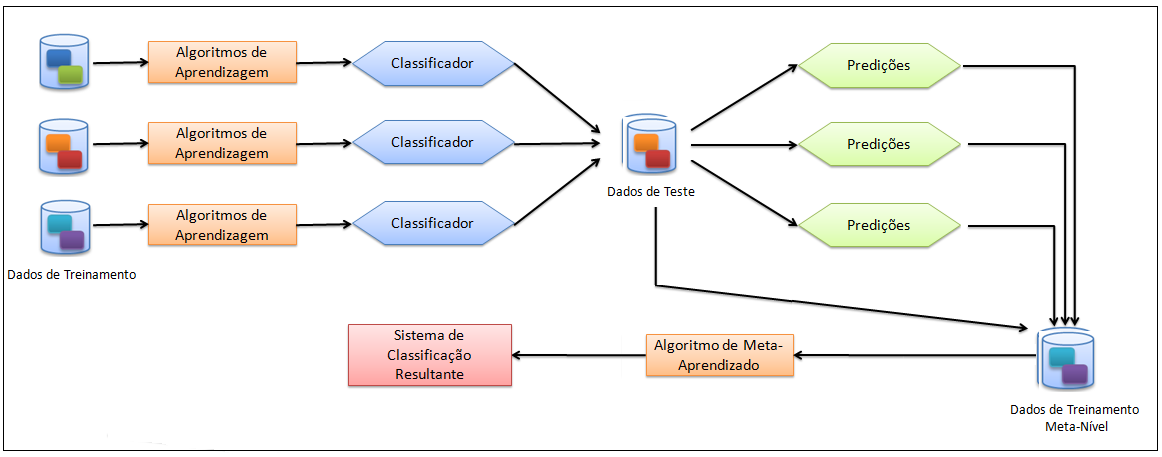 Algoritmos de
Aprendizagem
Classificador
Predições
Algoritmos de
Aprendizagem
Classificador
Predições
Dados de Teste
Algoritmos de
Aprendizagem
Classificador
Predições
Dados de Treinamento
Sistema de
Classificação
Resultante
Algoritmo de Meta-
Aprendizado
Dados de Treinamento
Meta-Nível